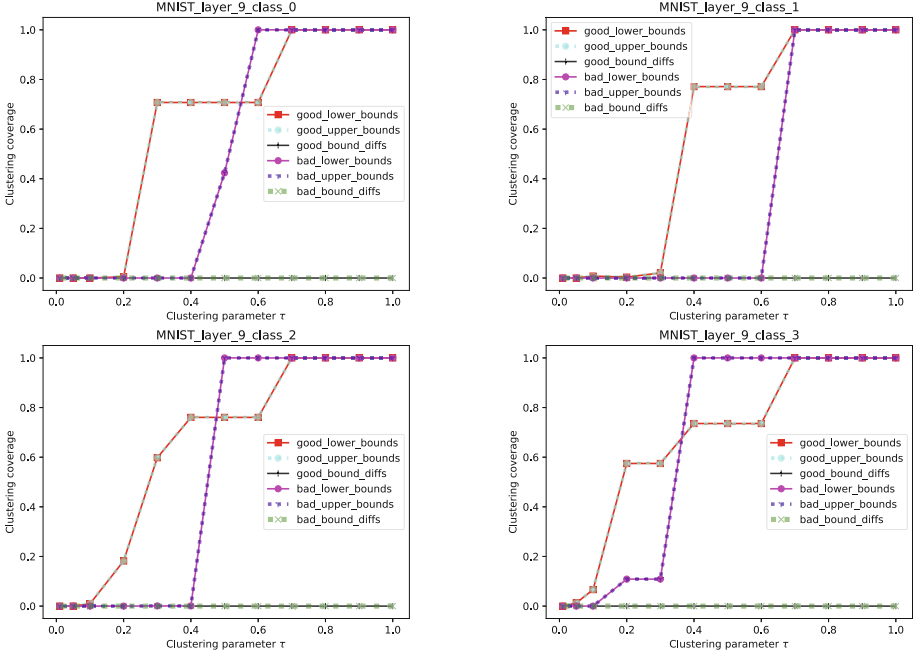 MNIST_layer_9_class_0
Clustering coverage
1.0
0.8
0.6
0.4
0.2
0.0
good_lower_bounds
good_upper_bounds
good_bound_diffs
bad_lower_bounds
bad_upper_bounds
bad_bound_diffs
0.0 0.2 0.4 0.6 0.8 1.0
Clustering parameter τ
MNIST_layer_9_class_1
Clustering coverage
1.0
0.8
0.6
0.4
0.2
0.0
good_lower_bounds
good_upper_bounds
good_bound_diffs
bad_lower_bounds
bad_upper_bounds
bad_bound_diffs
0.0 0.2 0.4 0.6 0.8 1.0
Clustering parameter τ
MNIST_layer_9_class_2
Clustering coverage
1.0
0.8
0.6
0.4
0.2
0.0
good_lower_bounds
good_upper_bounds
good_bound_diffs
bad_lower_bounds
bad_upper_bounds
bad_bound_diffs
0.0 0.2 0.4 0.6 0.8 1.0
Clustering parameter τ
MNIST_layer_9_class_3
Clustering coverage
1.0
0.8
0.6
0.4
0.2
0.0
good_lower_bounds
good_upper_bounds
good_bound_diffs
bad_lower_bounds
bad_upper_bounds
bad_bound_diffs
0.0 0.2 0.4 0.6 0.8 1.0
Clustering parameter τ